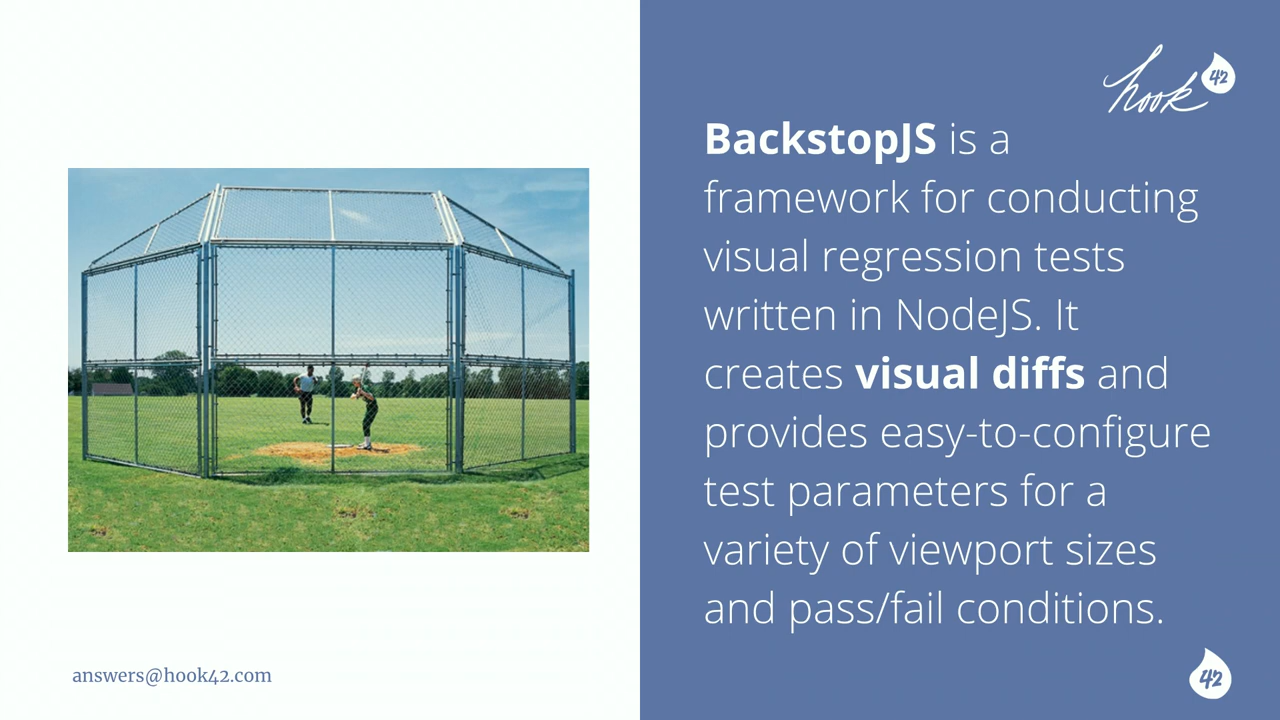 hook 42
BackstopJS is a
framework for conducting
visual regression tests
written in NodeJS. It
creates visual diffs and
provides easy-to-configure
test parameters for a
variety of viewport sizes
and pass/fail conditions.
answers@hook42.com
42